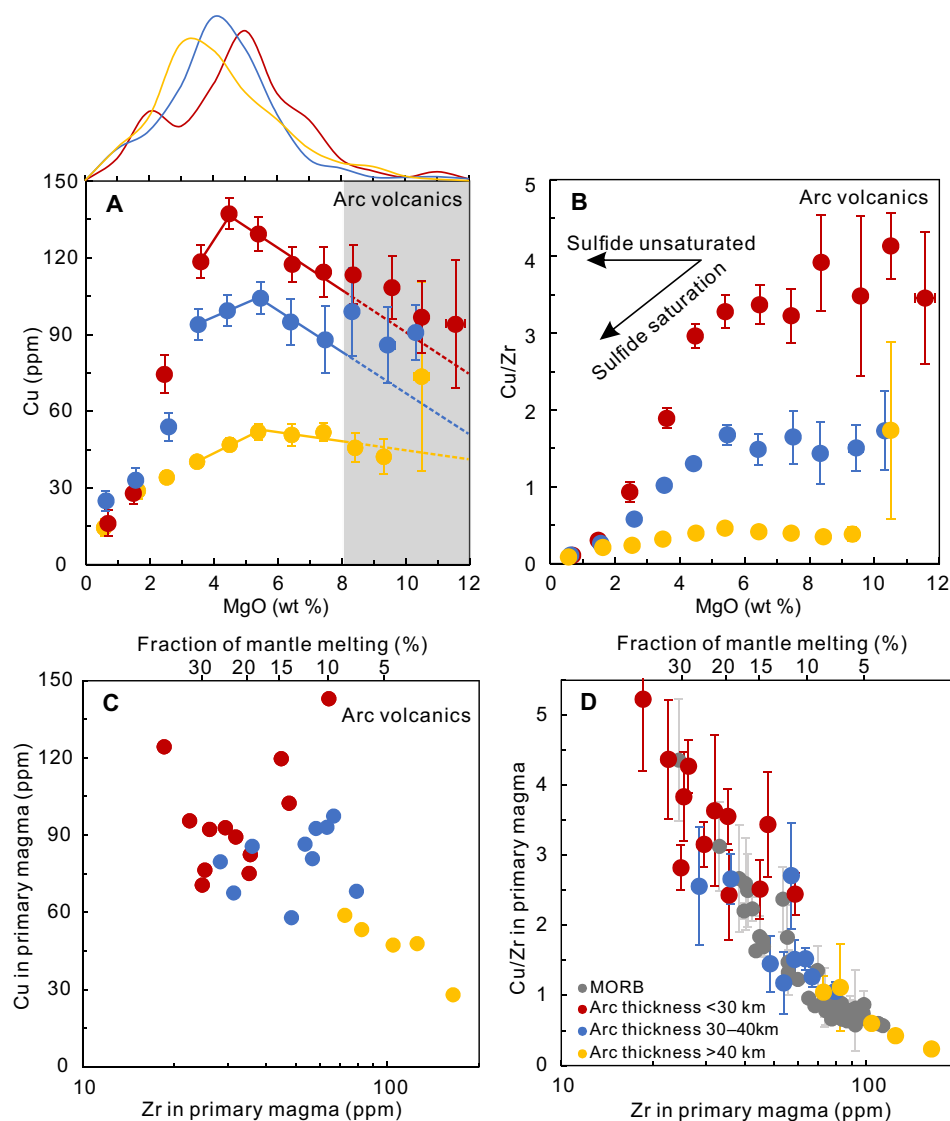 150
120
90
60
30
0
Cu (ppm)
A
Arc volcanics
0
2
4
6
8
10
12
MgO (wt %)
5
4
3
2
1
0
Cu/Zr
B
Arc volcanics
Sulfide unsaturated
Sulfide saturation
0
2
4
6
8
10
12
MgO (wt %)
Fraction of mantle melting (%)
30
20
15
10
5
150
120
90
60
30
0
Cu in primary magma (ppm)
C
Arc volcanics
10
100
Zr in primary magma (ppm)
Fraction of mantle melting (%)
30
20
15
10
5
5
4
3
2
1
0
Cu/Zr in primary magma
D
MORB
Arc thickness <30 km
Arc thickness 30–40km
Arc thickness >40 km
10
100
Zr in primary magma (ppm)